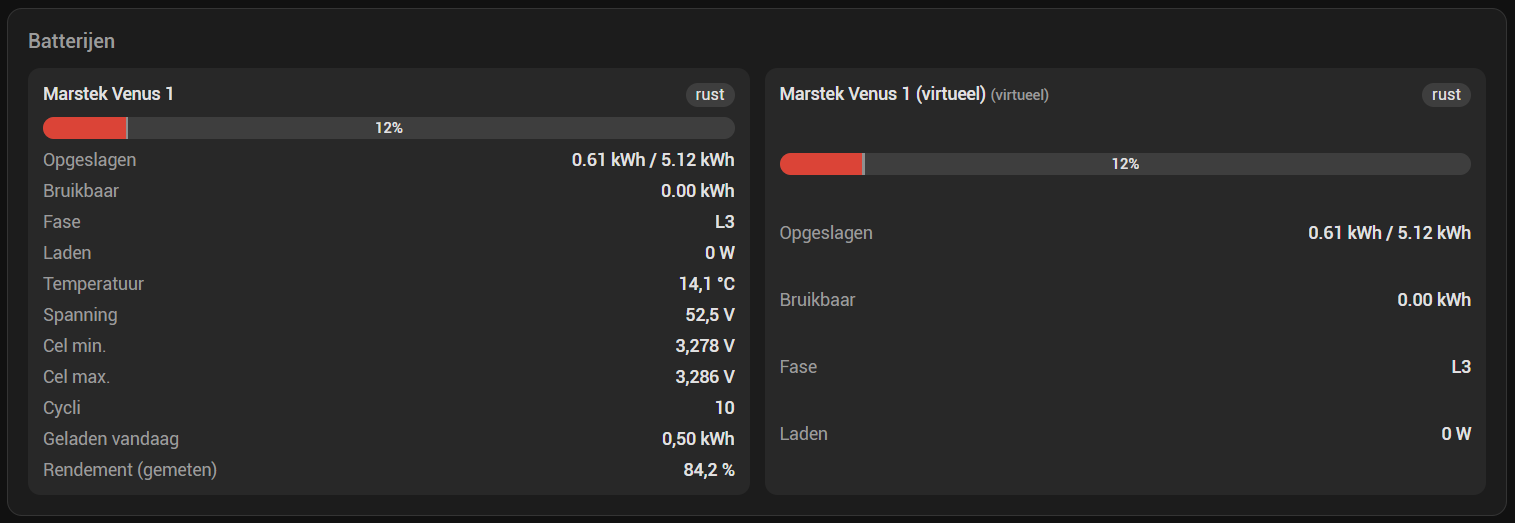 Batterijen
Marstek Venus 1 rust
12%
Opgeslagen 0.61 kWh / 5.12 kWh
Bruikbaar 0.00 kWh
Fase L3
Laden 0 W
Temperatuur 14,1 °C
Spanning 52,5 V
Cel min. 3,278 V
Cel max. 3,286 V
Cycli 10
Geladen vandaag 0,50 kWh
Rendement (gemeten) 84,2 %
Marstek Venus 1 (virtueel) (virtueel) rust
12%
Opgeslagen 0.61 kWh / 5.12 kWh
Bruikbaar 0.00 kWh
Fase L3
Laden 0 W